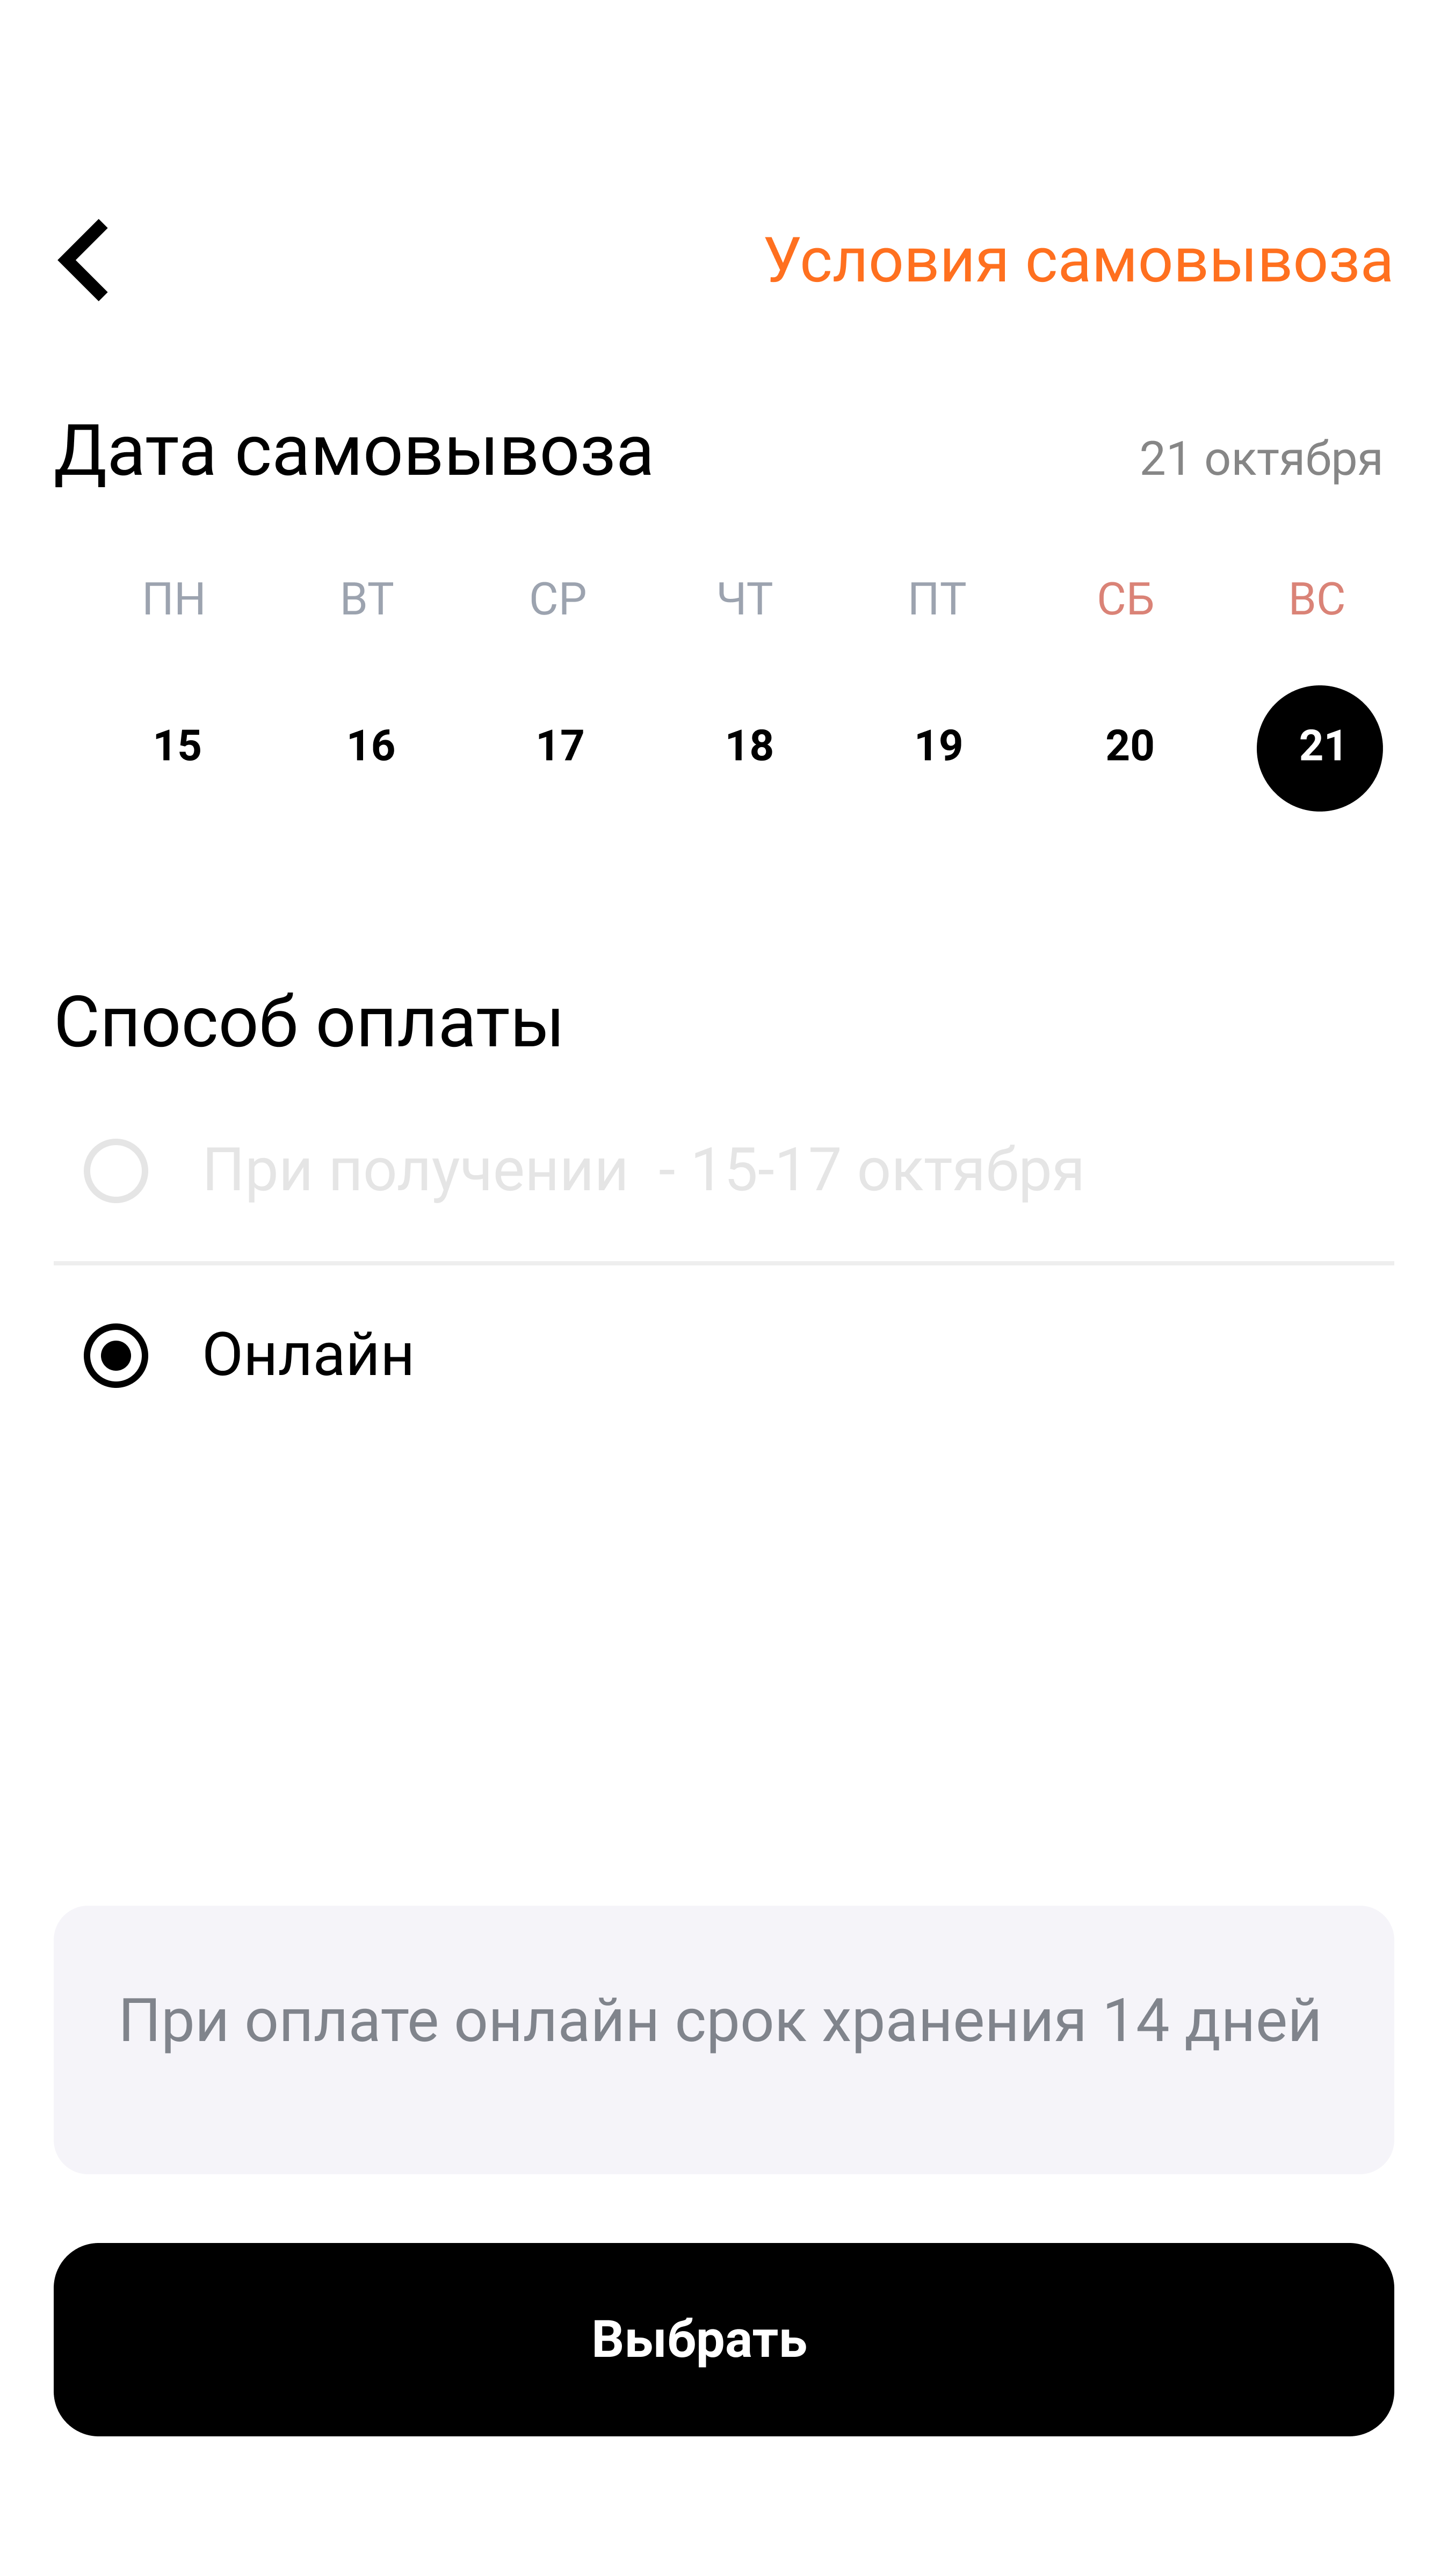 Условия самовывоза
Дата самовывоза 21 октября
ПН ВТ СР ЧТ ПТ СБ ВС
15 16 17 18 19 20 21
Способ оплаты
При получении - 15-17 октября
Онлайн
При оплате онлайн срок хранения 14 дней
Выбрать